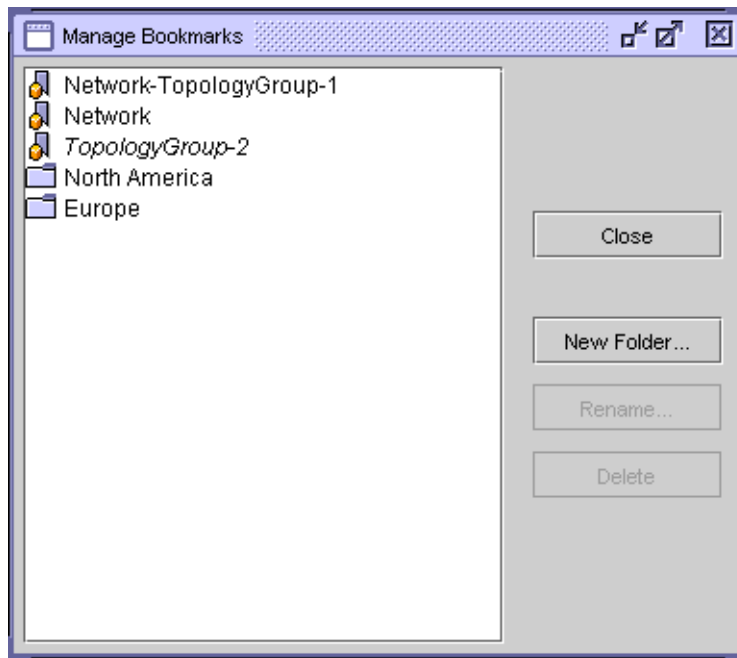 Manage Bookmarks
Network-TopologyGroup-1
Network
TopologyGroup-2
North America
Europe
Close
New Folder...
Rename...
Delete